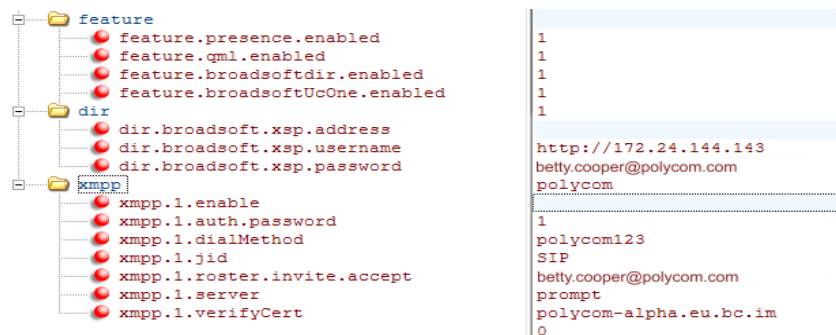 feature
feature.presence.enabled 1
feature.qml.enabled 1
feature.broadsoftdir.enabled 1
feature.broadsoftUcOne.enabled 1
dir 1
dir.broadsoft.xsp.address
dir.broadsoft.xsp.username http://172.24.144.143
dir.broadsoft.xsp.password betty.cooper@polycom.com
xmpp polycom
xmpp.1.enable
xmpp.1.auth.password 1
xmpp.1.dialMethod polycom123
xmpp.1.jid SIP
xmpp.1.roster.invite.accept betty.cooper@polycom.com
xmpp.1.server prompt
xmpp.1.verifyCert polycom-alpha.eu.bc.im
0